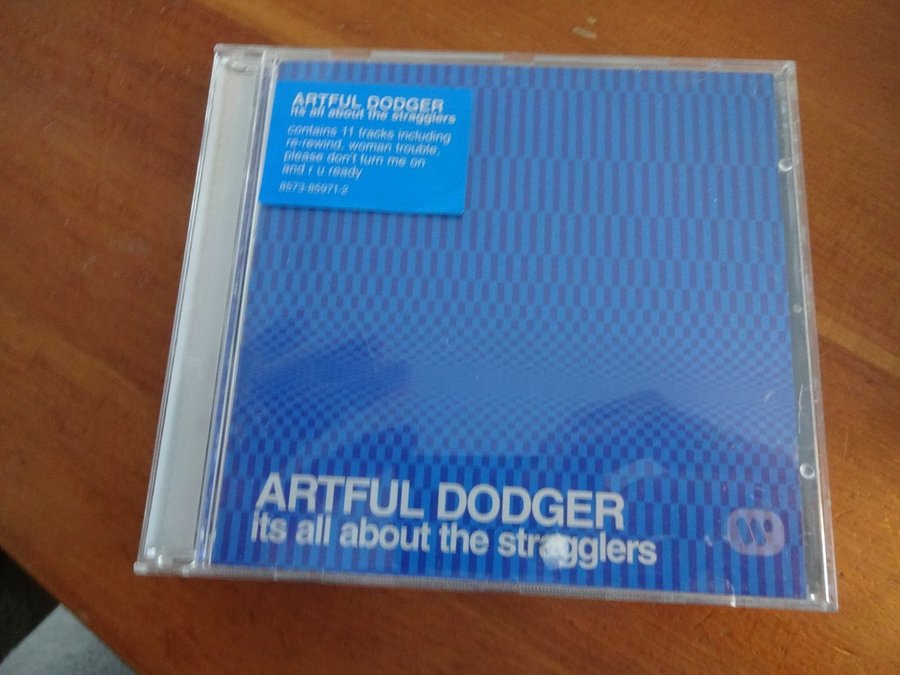 ARTFUL DODGER
its all about the stragglers
contains 11 tracks including
re-rewind, woman trouble,
please don't turn me on
and r u ready
8573-85971-2
ARTFUL DODGER
its all about the stragglers